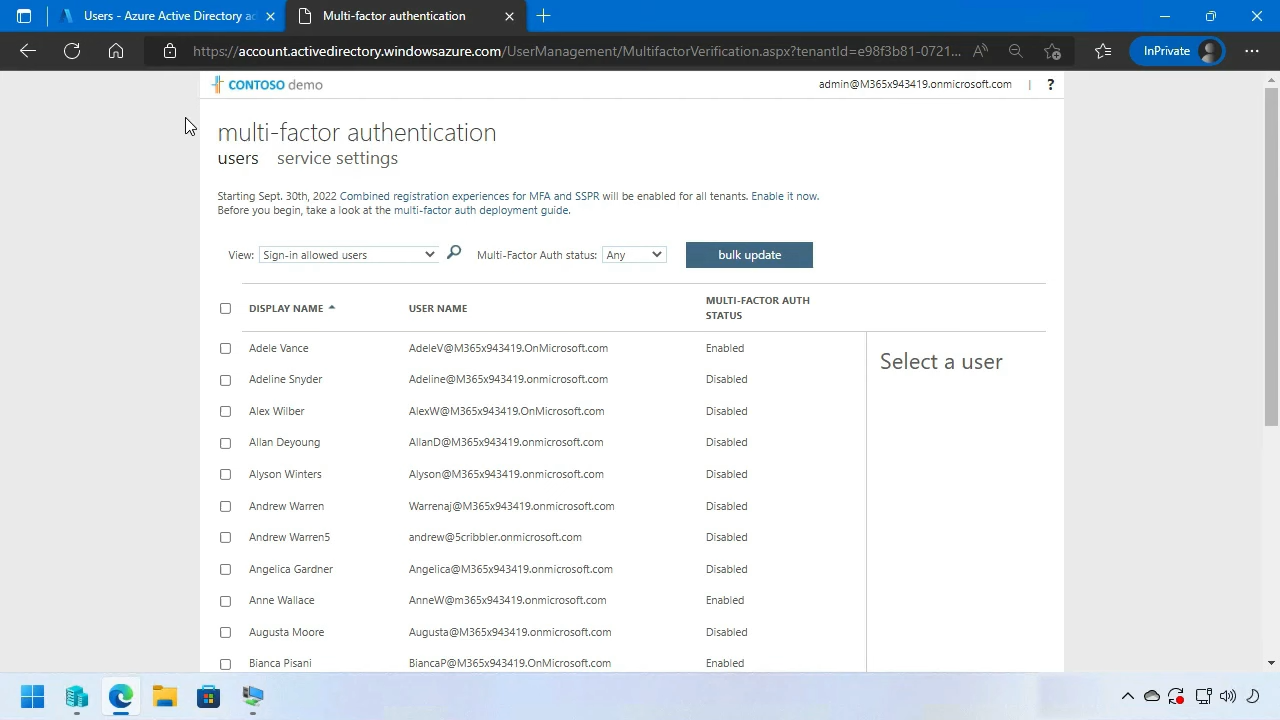 Users - Azure Active Directory ad
Multi-factor authentication
https://account.activedirectory.windowsazure.com/UserManagement/MultifactorVerification.aspx?tenantId=e98f3b81-0721...
InPrivate
CONTOSO demo
admin@M365x943419.onmicrosoft.com | ?
multi-factor authentication
users service settings
Starting Sept. 30th, 2022 Combined registration experiences for MFA and SSPR will be enabled for all tenants. Enable it now.
Before you begin, take a look at the multi-factor auth deployment guide.
View: Sign-in allowed users Multi-Factor Auth status: Any bulk update
DISPLAY NAME USER NAME MULTI-FACTOR AUTH STATUS
Adele Vance AdeleV@M365x943419.OnMicrosoft.com Enabled
Select a user
Adeline Snyder Adeline@M365x943419.onmicrosoft.com Disabled
Alex Wilber AlexW@M365x943419.OnMicrosoft.com Disabled
Allan Deyoung AllanD@M365x943419.onmicrosoft.com Disabled
Alyson Winters Alyson@M365x943419.onmicrosoft.com Disabled
Andrew Warren Warrenaj@M365x943419.onmicrosoft.com Disabled
Andrew Warren5 andrew@5cribbler.onmicrosoft.com Disabled
Angelica Gardner Angelica@M365x943419.onmicrosoft.com Disabled
Anne Wallace AnneW@m365x943419.onmicrosoft.com Enabled
Augusta Moore Augusta@M365x943419.onmicrosoft.com Disabled
Bianca Pisani BiancaP@M365x943419.OnMicrosoft.com Enabled